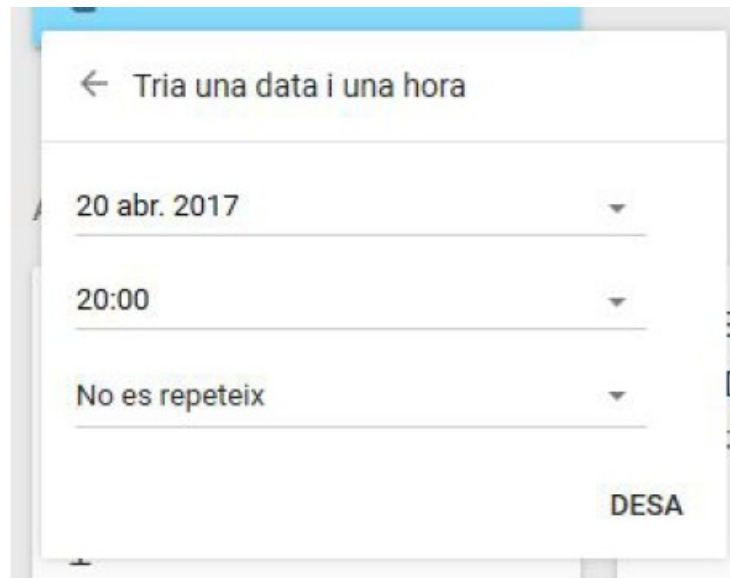 Tria una data i una hora
20 abr. 2017
20:00
No es repeteix
DESA